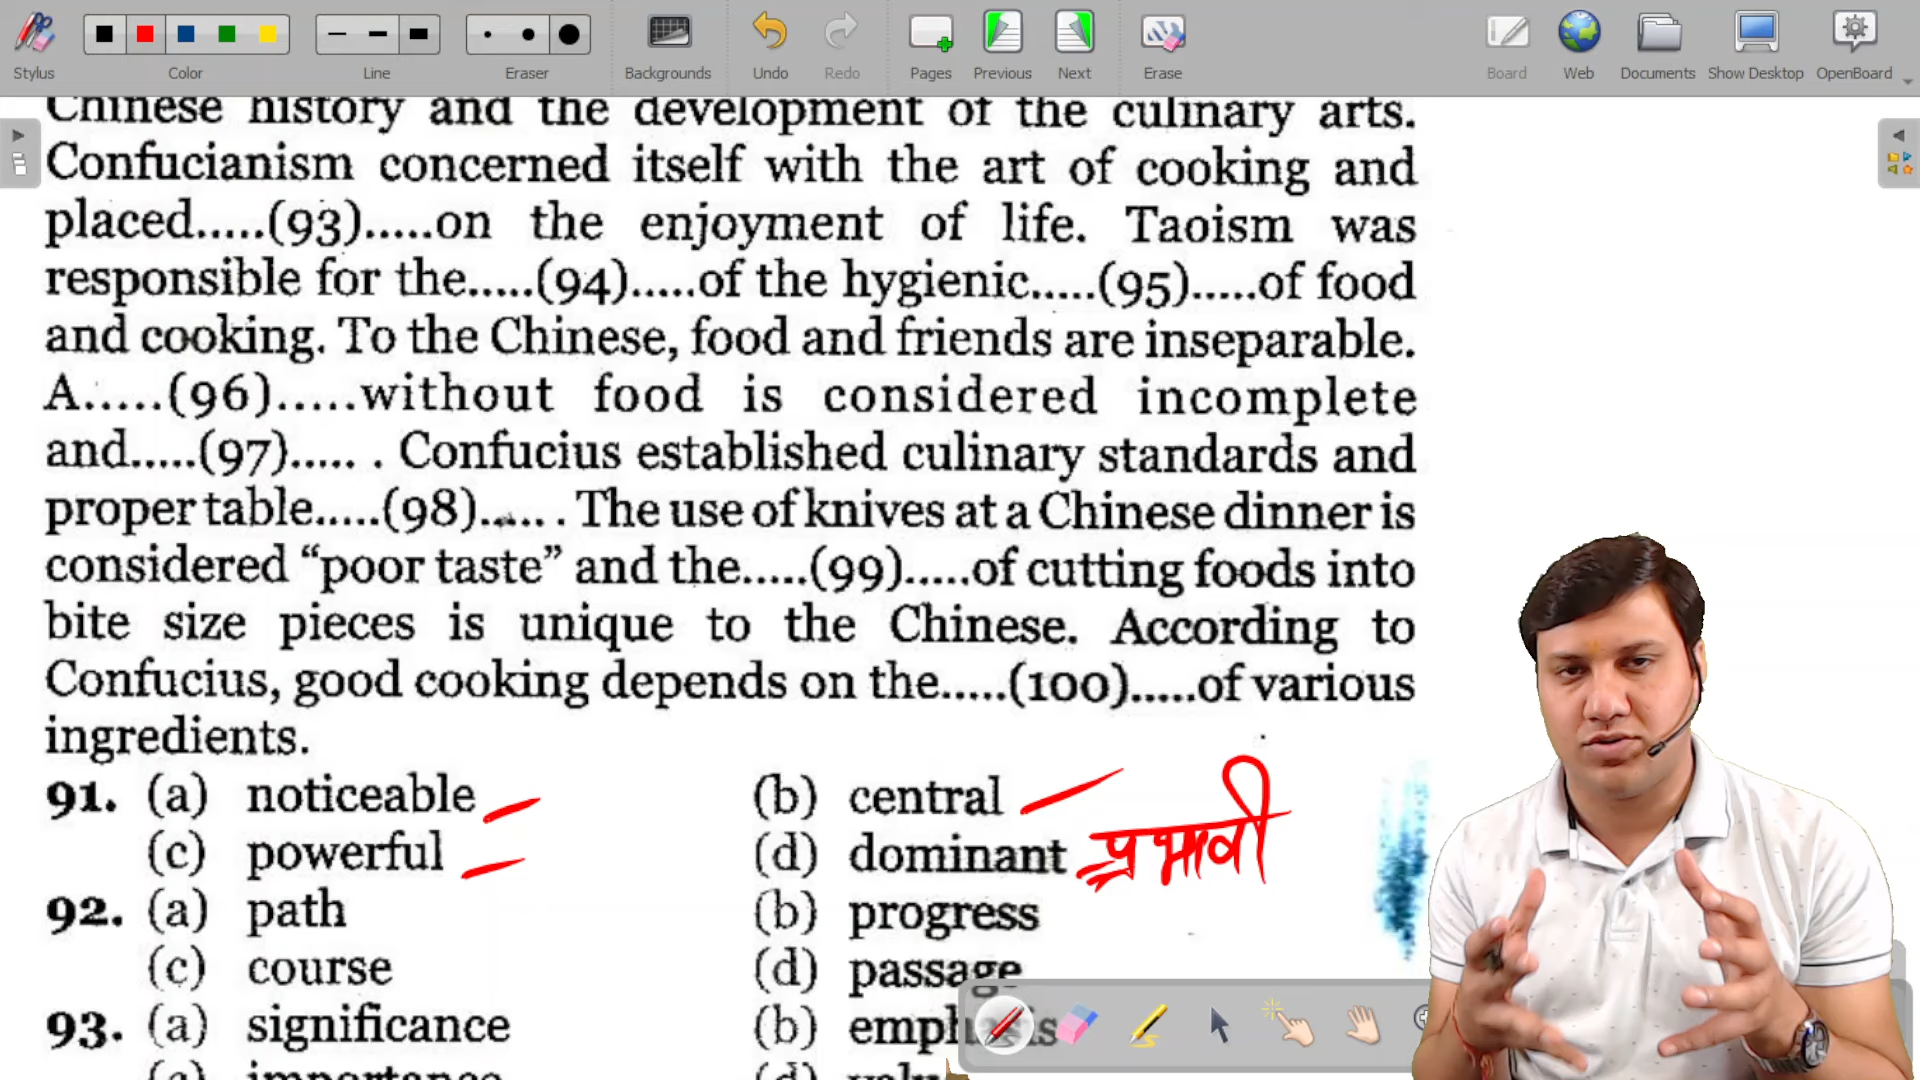 Stylus
Color
Line
Eraser
Backgrounds
Undo
Redo
Pages
Previous
Next
Erase
Board
Web
Documents
Show Desktop
OpenBoard
Chinese history and the development of the culinary arts.
Confucianism concerned itself with the art of cooking and
placed.....(93).....on the enjoyment of life. Taoism was
responsible for the.....(94).....of the hygienic.....(95).....of food
and cooking. To the Chinese, food and friends are inseparable.
A.....(96).....without food is considered incomplete
and.....(97)..... . Confucius established culinary standards and
proper table.....(98)..... . The use of knives at a Chinese dinner is
considered “poor taste” and the.....(99).....of cutting foods into
bite size pieces is unique to the Chinese. According to
Confucius, good cooking depends on the.....(100).....of various
ingredients.
91. (a) noticeable (b) central
(c) powerful (d) dominant प्रभावी
92. (a) path (b) progress
(c) course (d) passage
93. (a) significance (b) emphasis
(c) importance (d)